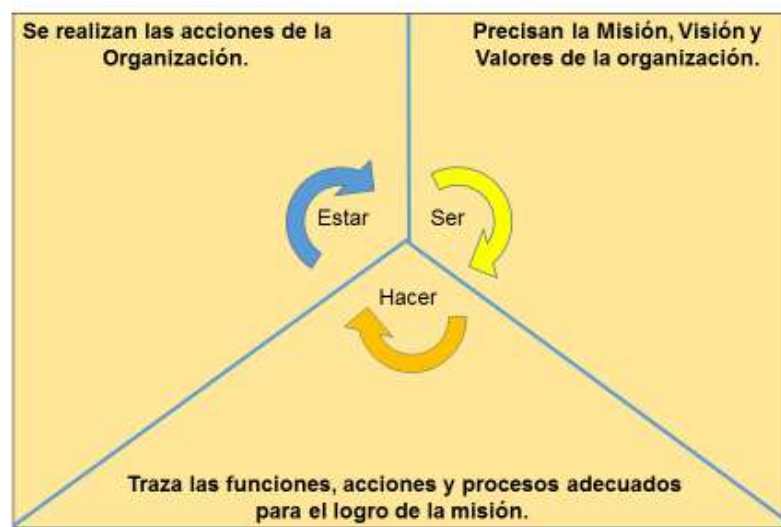 Se realizan las acciones de la
Organización.
Precisan la Misión, Visión y
Valores de la organización.
Estar
Ser
Hacer
Traza las funciones, acciones y procesos adecuados
para el logro de la misión.